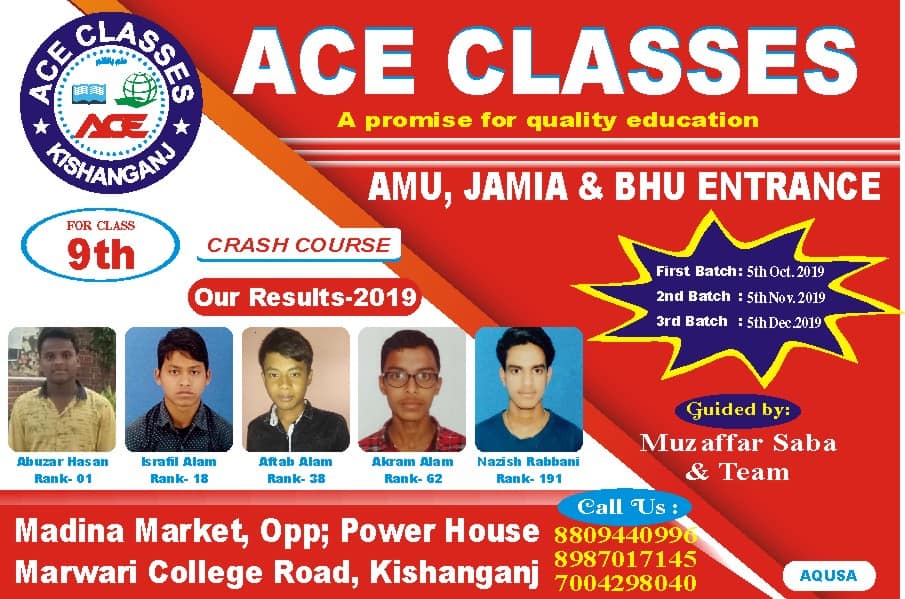 ACE CLASSES
KISHANGANJ
ACE
ACE CLASSES
A promise for quality education
AMU, JAMIA & BHU ENTRANCE
FOR CLASS
9th
CRASH COURSE
Our Results-2019
First Batch : 5th Oct. 2019
2nd Batch : 5th Nov. 2019
3rd Batch : 5th Dec.2019
Abuzar Hasan
Rank- 01
Israfil Alam
Rank- 18
Aftab Alam
Rank- 38
Akram Alam
Rank- 62
Nazish Rabbani
Rank- 191
Guided by:
Muzaffar Saba
& Team
Madina Market, Opp; Power House
Marwari College Road, Kishanganj
Call Us :
8809440996
8987017145
7004298040
AQUSA